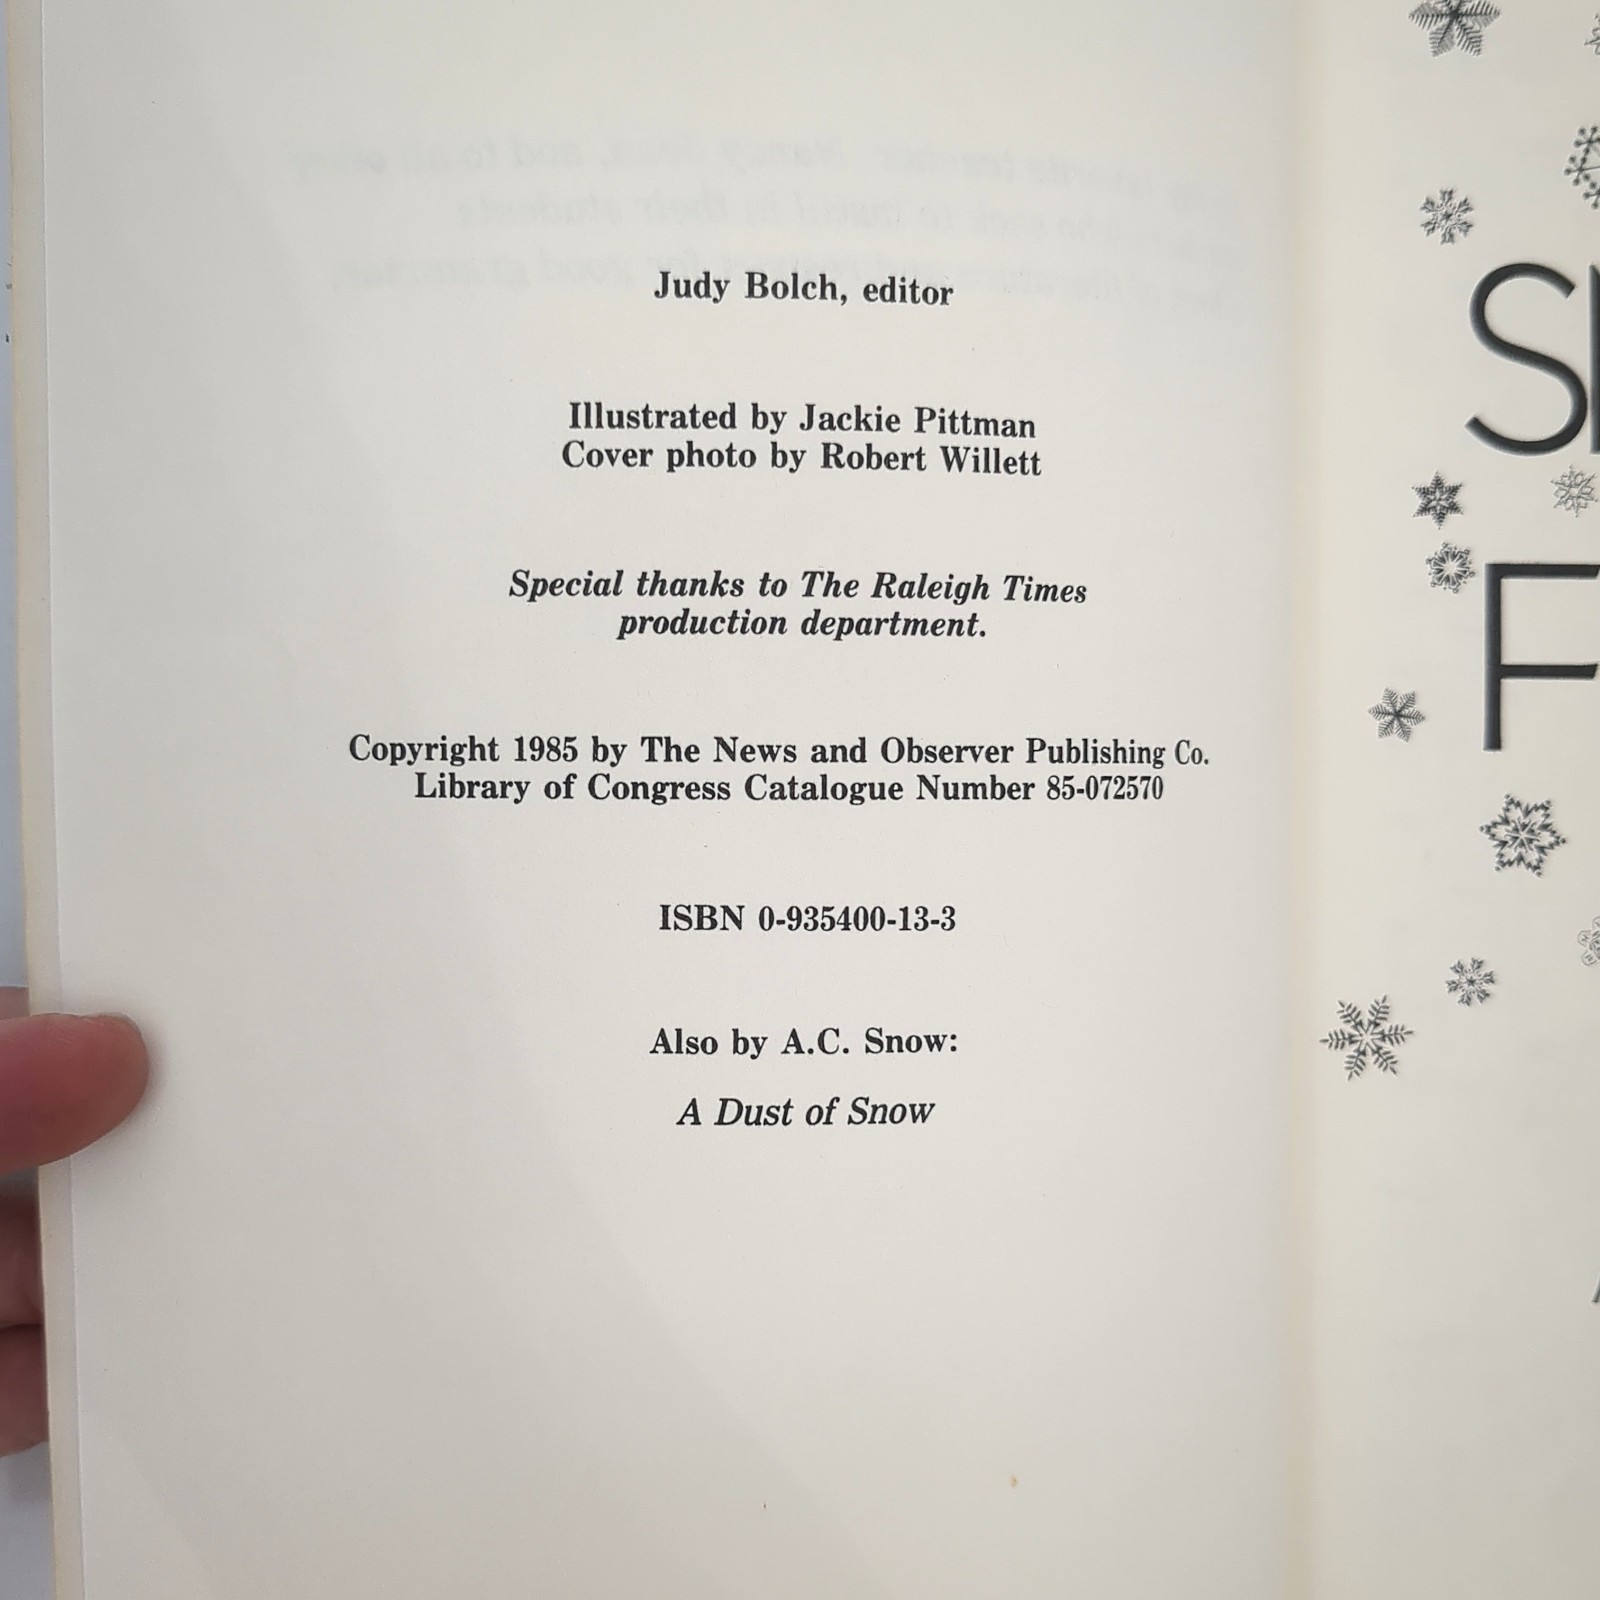 Judy Bolch, editor
Illustrated by Jackie Pittman
Cover photo by Robert Willett
Special thanks to The Raleigh Times
production department.
Copyright 1985 by The News and Observer Publishing Co.
Library of Congress Catalogue Number 85-072570
ISBN 0-935400-13-3
Also by A.C. Snow:
A Dust of Snow
S
F